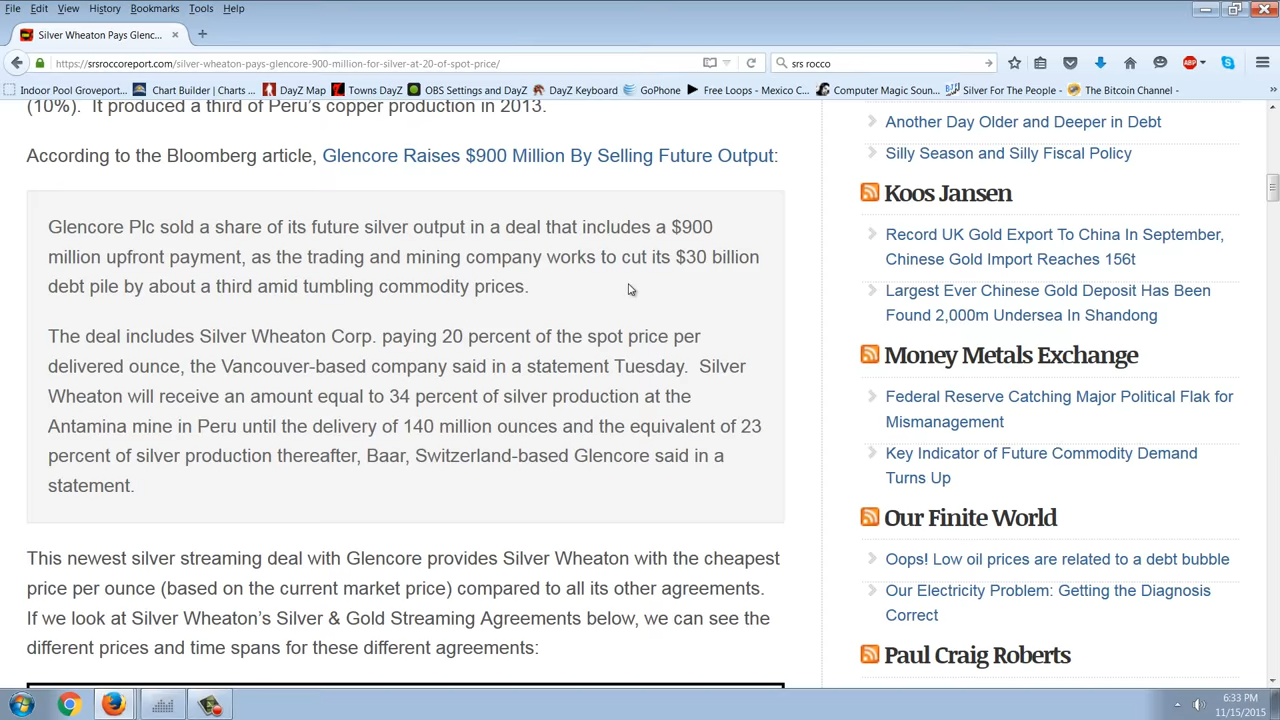 File Edit View History Bookmarks Tools Help
Silver Wheaton Pays Glenc...
https://srsroccoreport.com/silver-wheaton-pays-glencore-900-million-for-silver-at-20-of-spot-price/
srs rocco
ABP
Indoor Pool Groveport... Chart Builder | Charts ... DayZ Map Towns DayZ OBS Settings and DayZ DayZ Keyboard GoPhone Free Loops - Mexico C... Computer Magic Soun... Silver For The People - The Bitcoin Channel -
(10%). It produced a third of Peru's copper production in 2013.
According to the Bloomberg article, Glencore Raises $900 Million By Selling Future Output:
Glencore Plc sold a share of its future silver output in a deal that includes a $900
million upfront payment, as the trading and mining company works to cut its $30 billion
debt pile by about a third amid tumbling commodity prices.
The deal includes Silver Wheaton Corp. paying 20 percent of the spot price per
delivered ounce, the Vancouver-based company said in a statement Tuesday. Silver
Wheaton will receive an amount equal to 34 percent of silver production at the
Antamina mine in Peru until the delivery of 140 million ounces and the equivalent of 23
percent of silver production thereafter, Baar, Switzerland-based Glencore said in a
statement.
This newest silver streaming deal with Glencore provides Silver Wheaton with the cheapest
price per ounce (based on the current market price) compared to all its other agreements.
If we look at Silver Wheaton's Silver & Gold Streaming Agreements below, we can see the
different prices and time spans for these different agreements:
Another Day Older and Deeper in Debt
Silly Season and Silly Fiscal Policy
Koos Jansen
Record UK Gold Export To China In September,
Chinese Gold Import Reaches 156t
Largest Ever Chinese Gold Deposit Has Been
Found 2,000m Undersea In Shandong
Money Metals Exchange
Federal Reserve Catching Major Political Flak for
Mismanagement
Key Indicator of Future Commodity Demand
Turns Up
Our Finite World
Oops! Low oil prices are related to a debt bubble
Our Electricity Problem: Getting the Diagnosis
Correct
Paul Craig Roberts
6:33 PM
11/15/2015